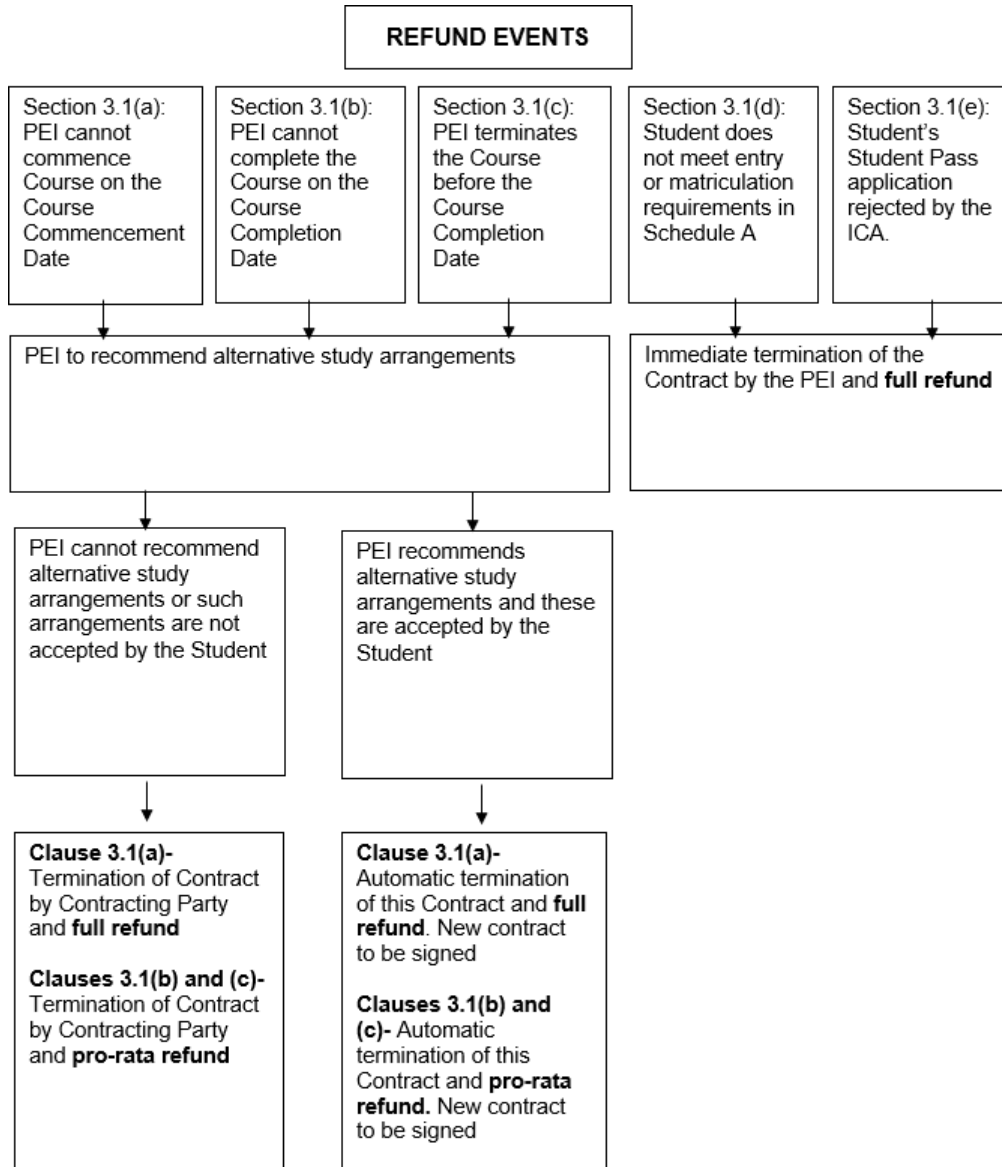 REFUND EVENTS
Section 3.1(a):
PEI cannot
commence
Course on the
Course
Commencement
Date
Section 3.1(b):
PEI cannot
complete the
Course on the
Course
Completion
Date
Section 3.1(c):
PEI terminates
the Course
before the
Course
Completion
Date
Section 3.1(d):
Student does
not meet entry
or matriculation
requirements in
Schedule A
Section 3.1(e):
Student's
Student Pass
application
rejected by the
ICA.
PEI to recommend alternative study arrangements
Immediate termination of the
Contract by the PEI and full refund
PEI cannot recommend
alternative study
arrangements or such
arrangements are not
accepted by the Student
PEI recommends
alternative study
arrangements and these
are accepted by the
Student
Clause 3.1(a)-
Termination of Contract
by Contracting Party
and full refund
Clauses 3.1(b) and (c)-
Termination of Contract
by Contracting Party
and pro-rata refund
Clause 3.1(a)-
Automatic termination
of this Contract and full
refund. New contract
to be signed
Clauses 3.1(b) and
(c)- Automatic
termination of this
Contract and pro-rata
refund. New contract
to be signed